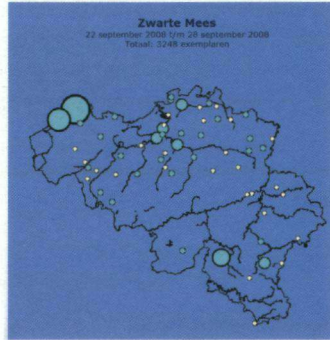 Zwarte Mees
22 september 2008 t/m 28 september 2008
Totaal: 3248 exemplaren